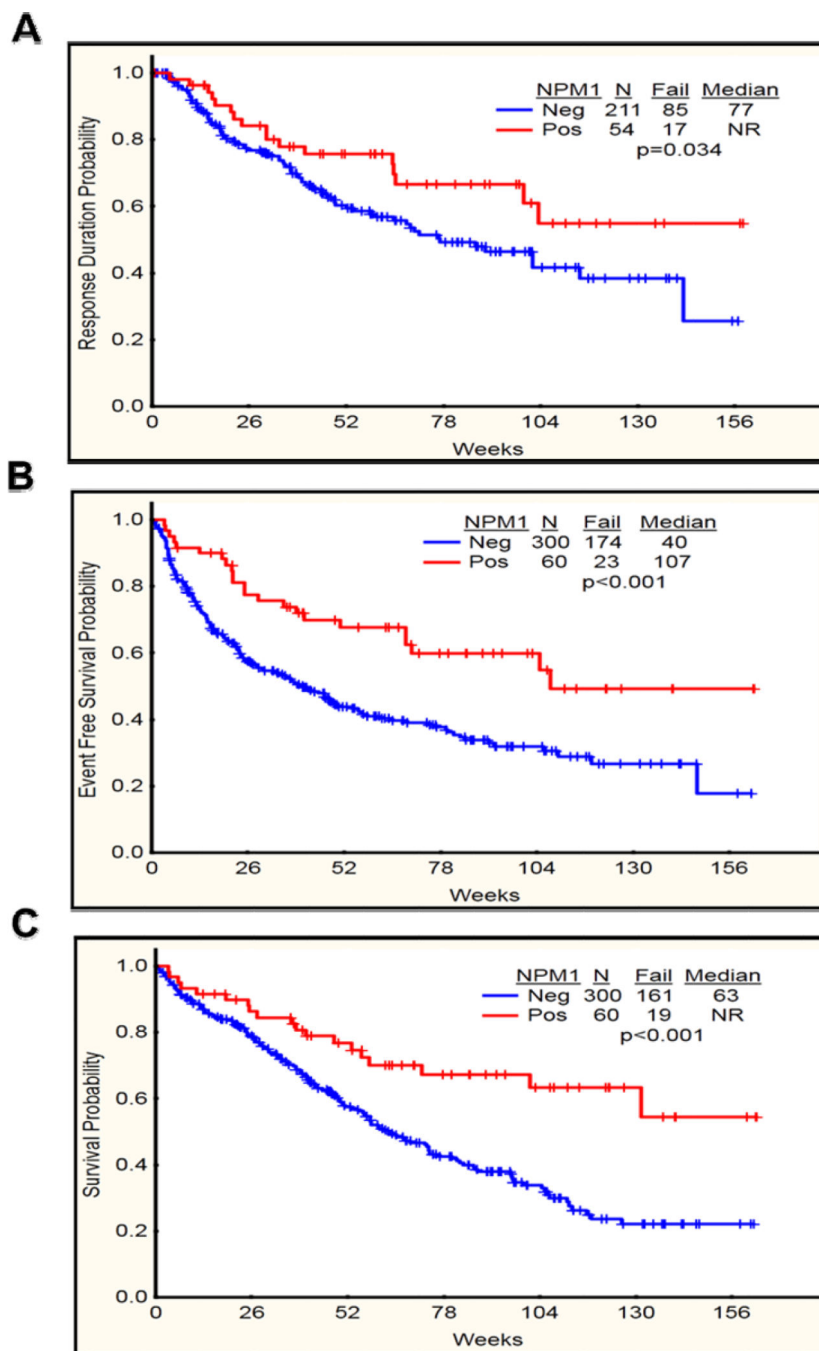 A
NPM1 N Fail Median
Neg 211 85 77
Pos 54 17 NR
p=0.034
Response Duration Probability
1.0
0.8
0.6
0.4
0.2
0.0
0 26 52 78 104 130 156
Weeks
B
NPM1 N Fail Median
Neg 300 174 40
Pos 60 23 107
p<0.001
Event Free Survival Probability
1.0
0.8
0.6
0.4
0.2
0.0
0 26 52 78 104 130 156
Weeks
C
NPM1 N Fail Median
Neg 300 161 63
Pos 60 19 NR
p<0.001
Survival Probability
1.0
0.8
0.6
0.4
0.2
0.0
0 26 52 78 104 130 156
Weeks